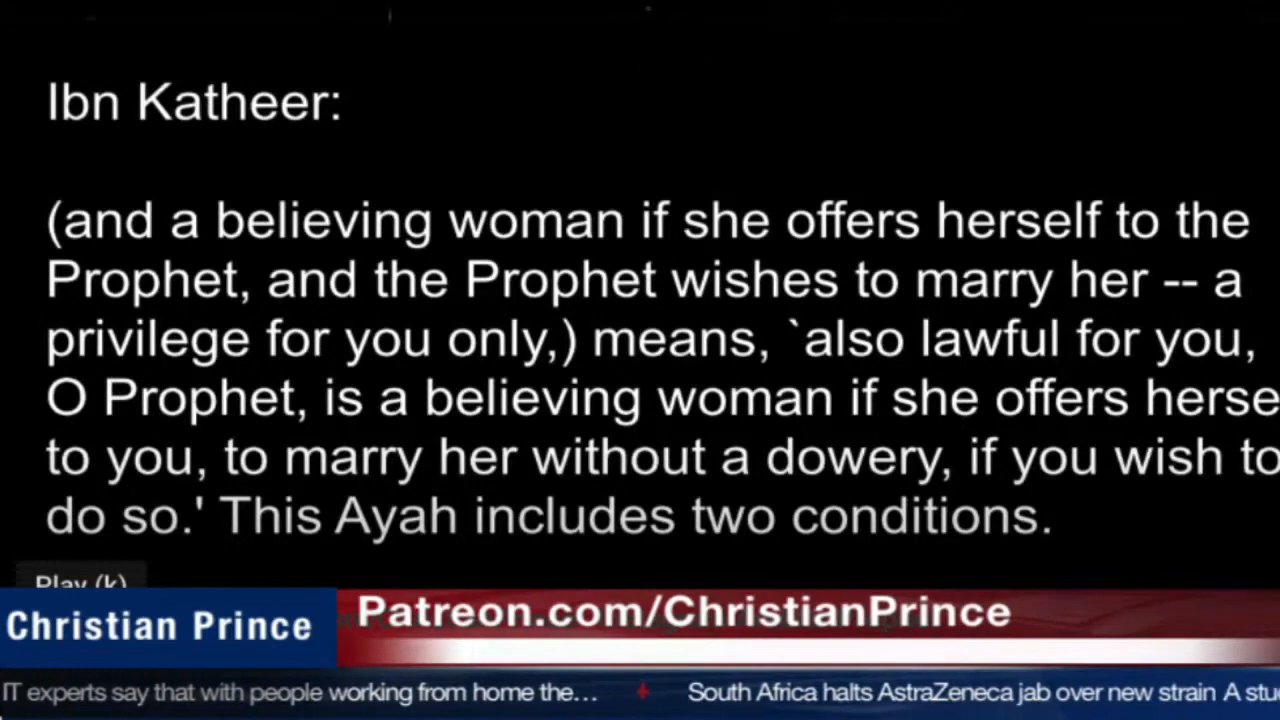 Ibn Katheer:
(and a believing woman if she offers herself to the
Prophet, and the Prophet wishes to marry her -- a
privilege for you only,) means, `also lawful for you,
O Prophet, is a believing woman if she offers herse
to you, to marry her without a dowery, if you wish to
do so.' This Ayah includes two conditions.
Play (k)
Christian Prince
Patreon.com/ChristianPrince
IT experts say that with people working from home the... South Africa halts AstraZeneca jab over new strain A stu